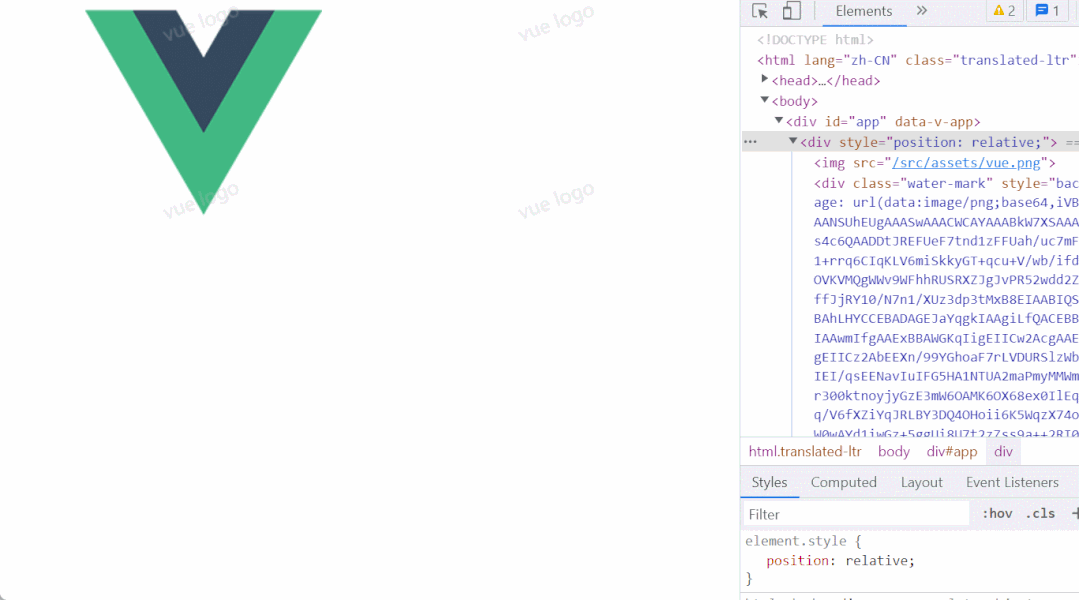 vue logo
vue logo
vue logo
vue logo
Elements
2
1
<!DOCTYPE html>
<html lang="zh-CN" class="translated-ltr"
<head>…</head>
<body>
<div id="app" data-v-app>
<div style="position: relative;"> ==
<img src="/src/assets/vue.png">
<div class="water-mark" style="bac
age: url(data:image/png;base64,iVB
AANSUhEUgAAASwAAACWCAYAAABkW7XSAAA
s4c6QAADDtJREFUeF7tnd1zFFUah/uc7mF
1+rrq6CIqKLV6miSkkyGT+qcu+V/wb/ifd
OVKVMQgWWv9WFhhRUSRXZJgJvPR52wdd2Z
ffJjRY10/N7n1/XUz3dp3tMxB8EIAABIQS
BAhLHYCCEBADAGEJaYqgkIAAgiLfQACEBB
IAAwmIfgAAExBBAWGKqIigEIICw2AcgAAE
gEIICz2AbEEXn/99YGhoaF7rLVDURSlzWb
IEI/qsEENavIuIFG5HA1NTUA2maPmyMMWm
r300ktnoyjyGzE3mW6OAMK6OX68ex0IlEq
q/V6fXZiYqJRLBY3DQ4OHoii6K5WqzX74o
W0wAYd1iwGz+5ggUi8U7t2zZss9a++2RI0
html.translated-ltr body div#app div
Styles Computed Layout Event Listeners
Filter :hov .cls +
element.style {
position: relative;
}